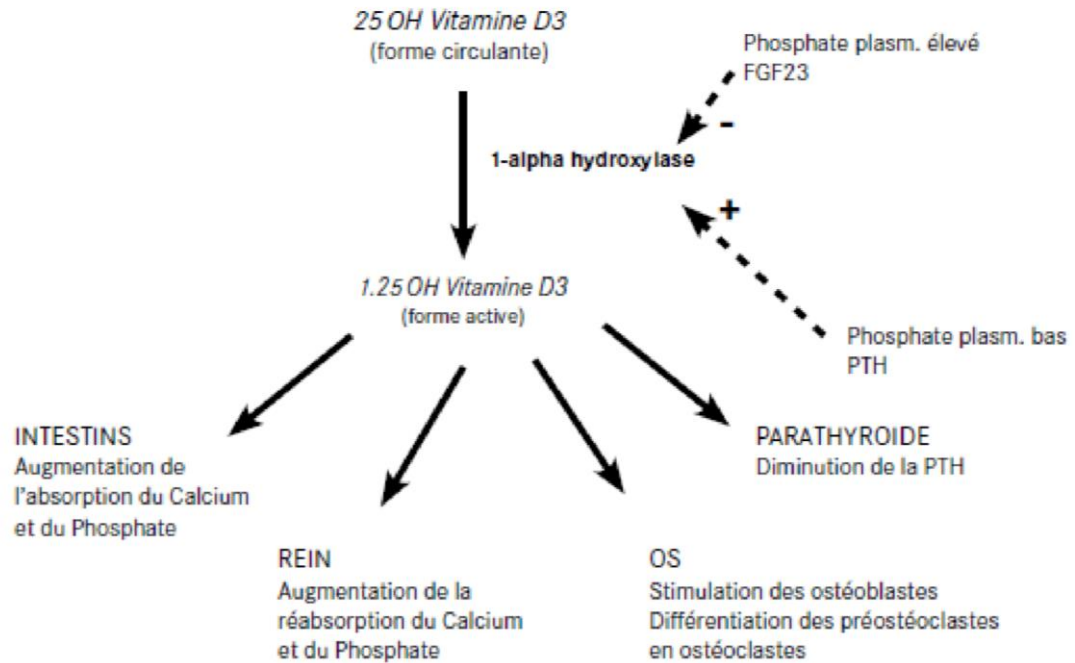 25 OH Vitamine D3
(forme circulante)
Phosphate plasm. élevé
FGF23
-
1-alpha hydroxylase
+
1.25 OH Vitamine D3
(forme active)
Phosphate plasm. bas
PTH
INTESTINS
Augmentation de
l'absorption du Calcium
et du Phosphate
PARATHYROIDE
Diminution de la PTH
REIN
Augmentation de la
réabsorption du Calcium
et du Phosphate
OS
Stimulation des ostéoblastes
Différentiation des préostéoclastes
en ostéoclastes